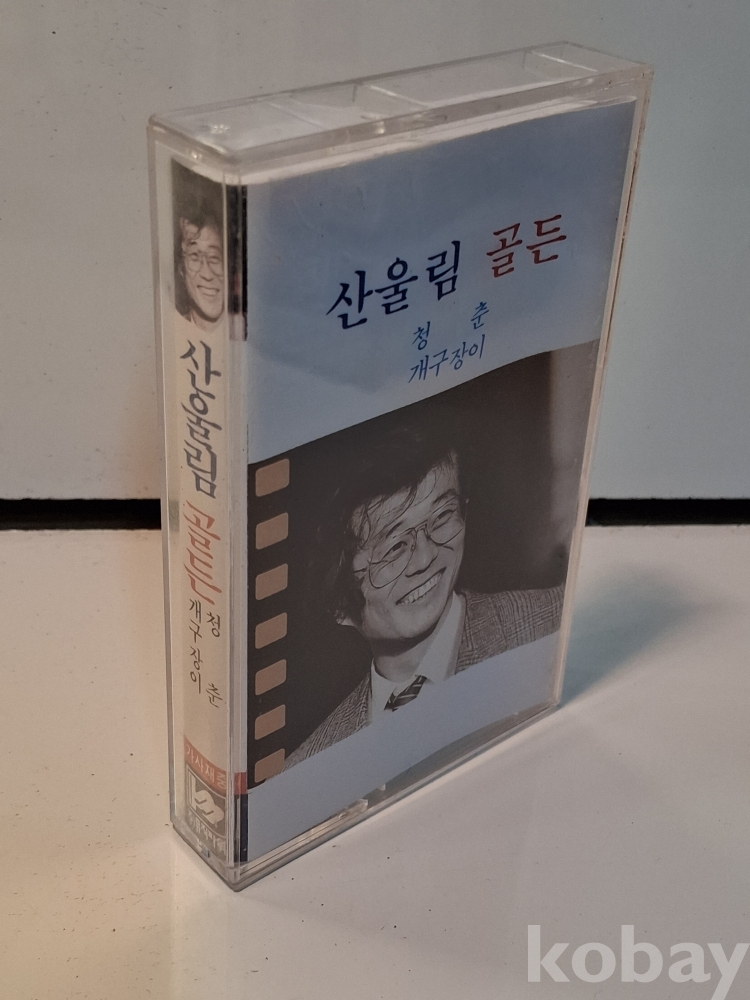 산울림 골든
청 춘
개구장이
산울림 골든
청 춘
개구장이
kobay